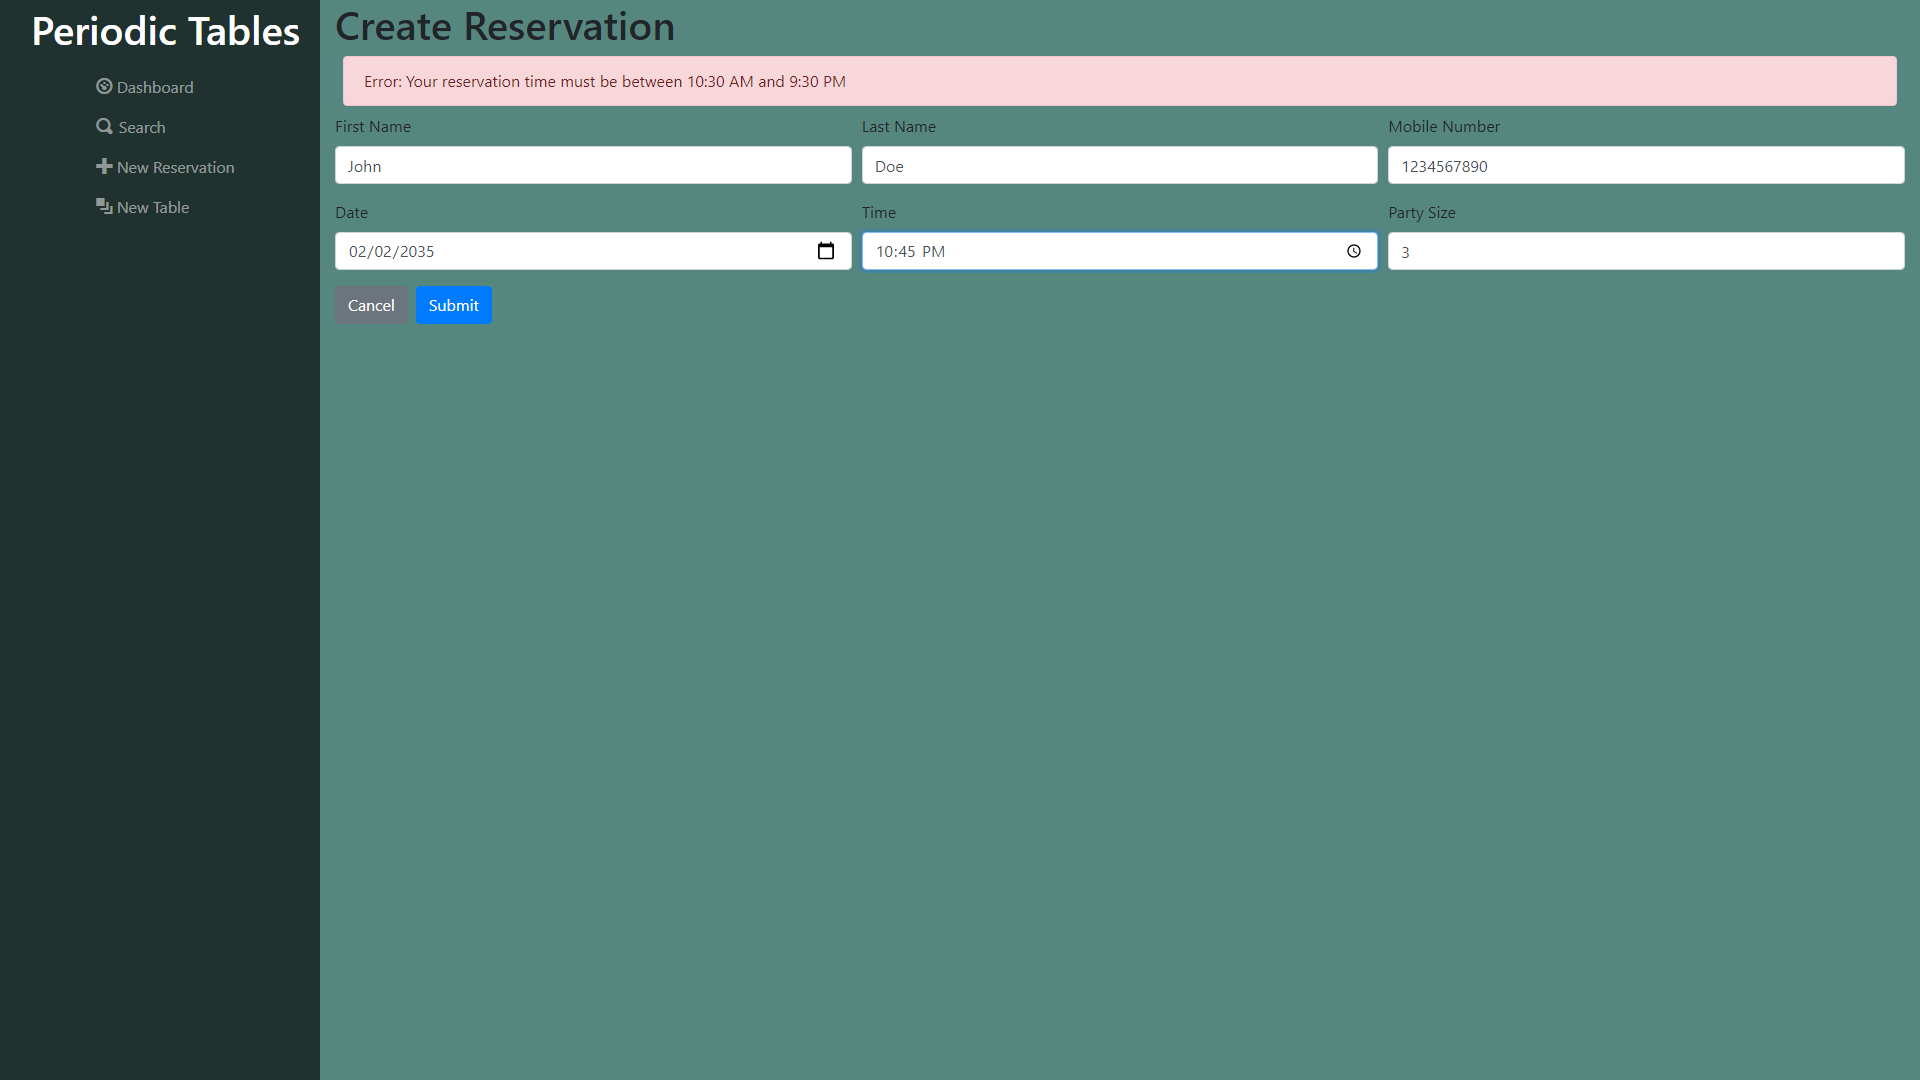 Periodic Tables
Dashboard
Search
New Reservation
New Table
Create Reservation
Error: Your reservation time must be between 10:30 AM and 9:30 PM
First Name
Last Name
Mobile Number
John
Doe
1234567890
Date
Time
Party Size
02/02/2035
10:45 PM
3
Cancel
Submit